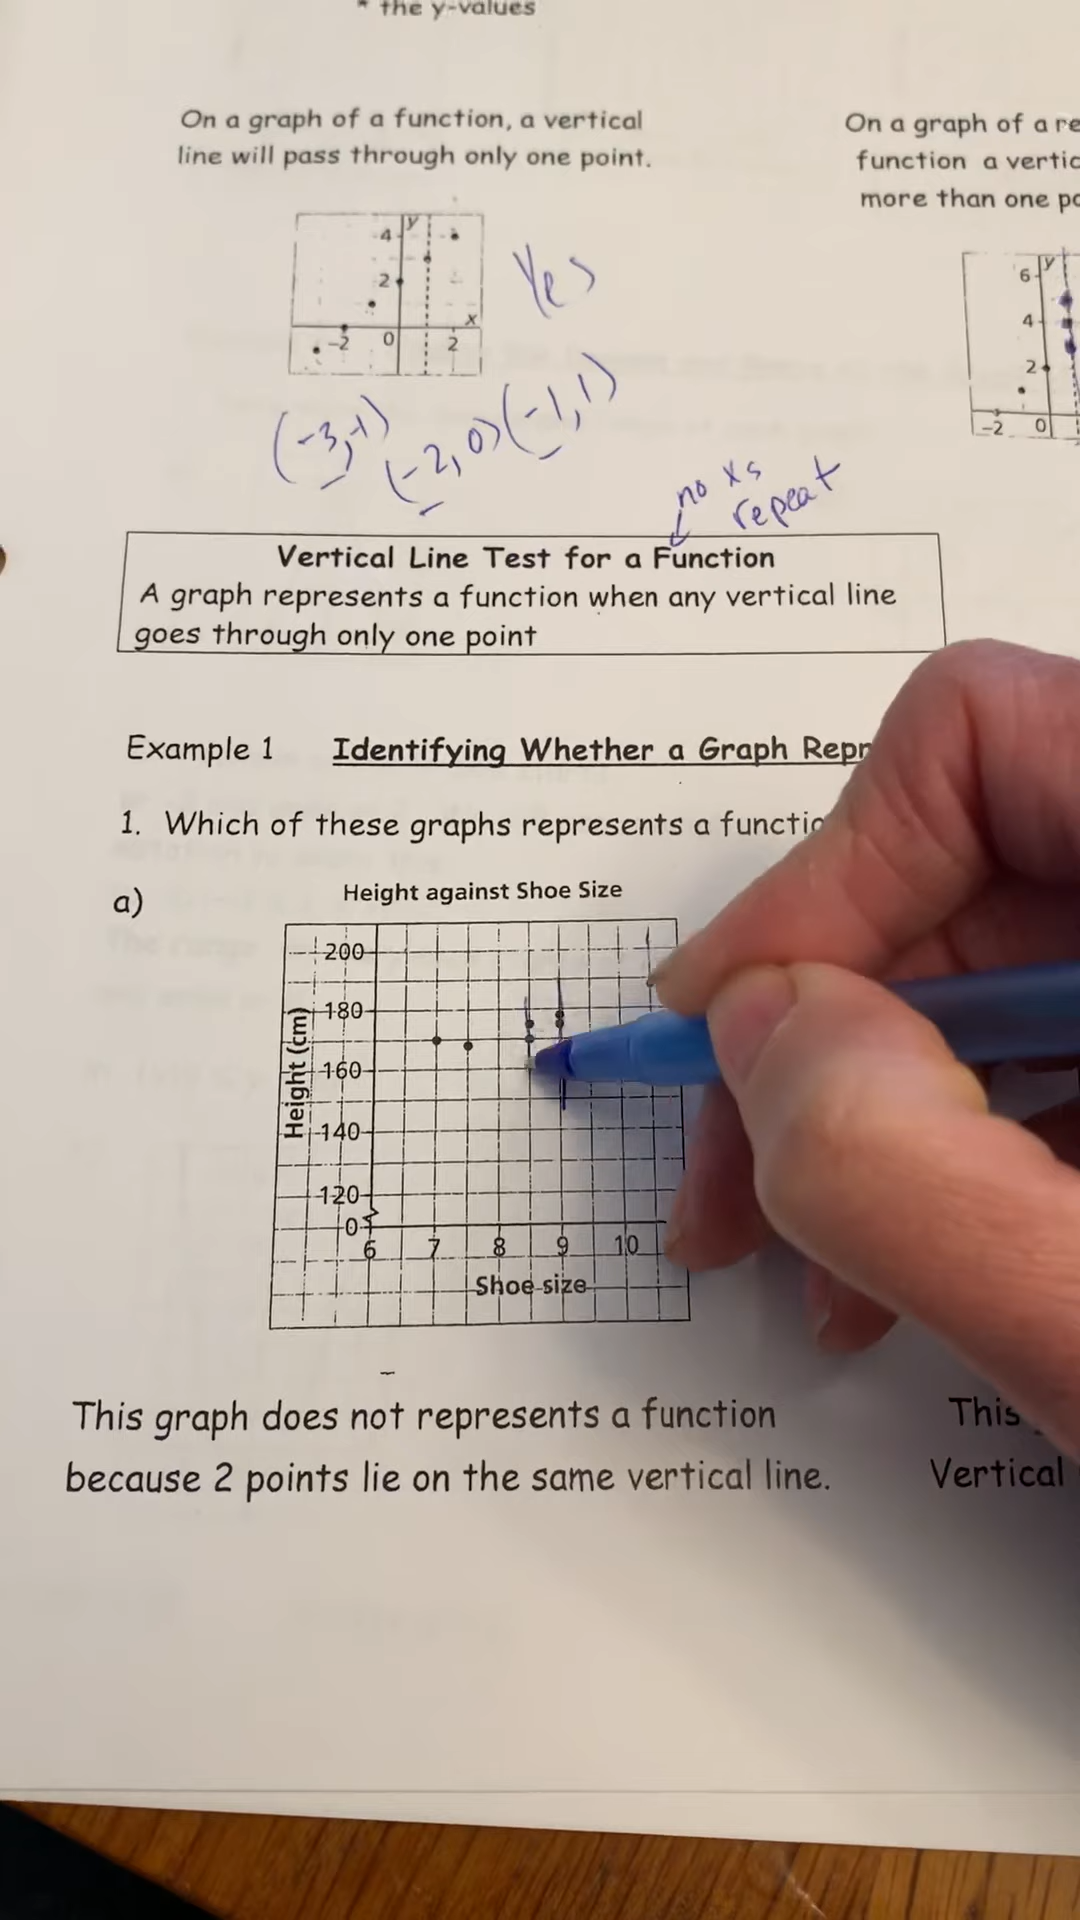 * the y-values
On a graph of a function, a vertical
line will pass through only one point.
On a graph of a re
function a vertic
more than one po
4
y
2
x
-2
0
2
Yes
6
y
4
2
-2
0
(-3,-1)
(-2,0)
(-1,1)
no xs
repeat
Vertical Line Test for a Function
A graph represents a function when any vertical line
goes through only one point
Example 1 Identifying Whether a Graph Repr
1. Which of these graphs represents a functio
a)
Height against Shoe Size
Height (cm)
200
180
160
140
120
0
6 7 8 9 10
Shoe size
This graph does not represents a function
because 2 points lie on the same vertical line.
This
Vertical